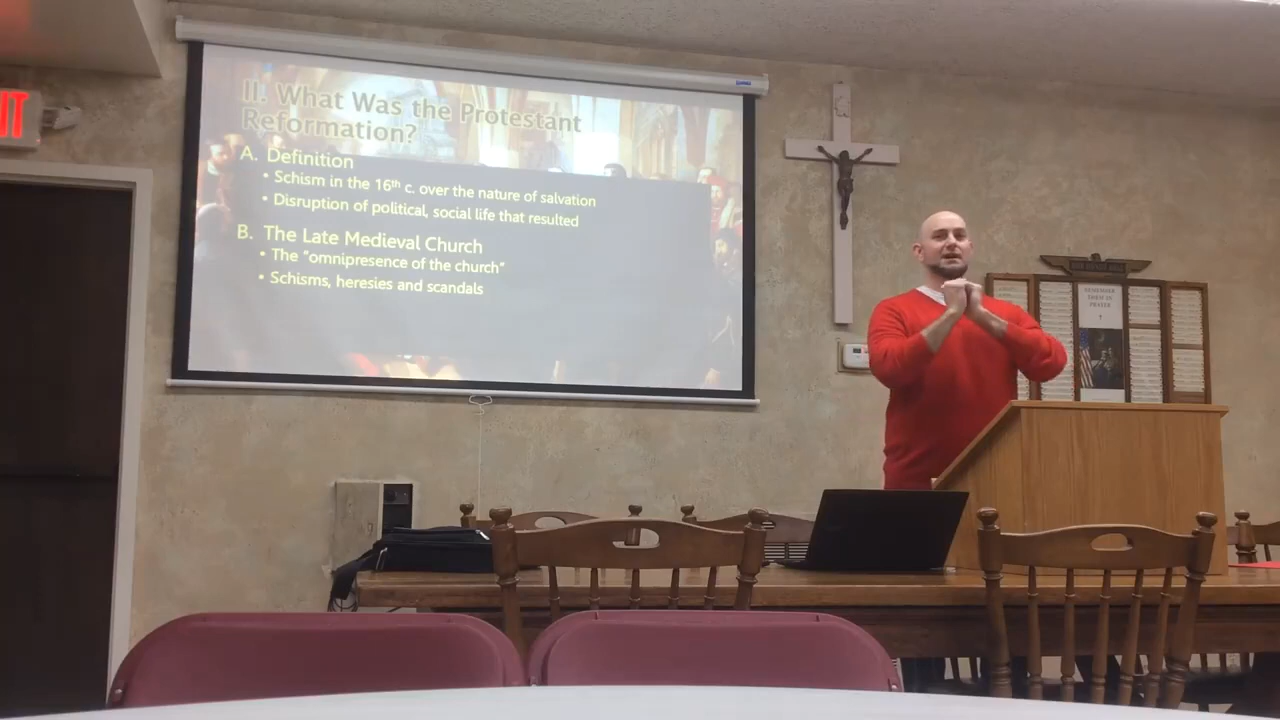 IT
II. What Was the Protestant
Reformation?
A. Definition
• Schism in the 16th c. over the nature of salvation
• Disruption of political, social life that resulted
B. The Late Medieval Church
• The "omnipresence of the church"
• Schisms, heresies and scandals
REMEMBER
THEM IN
PRAYER